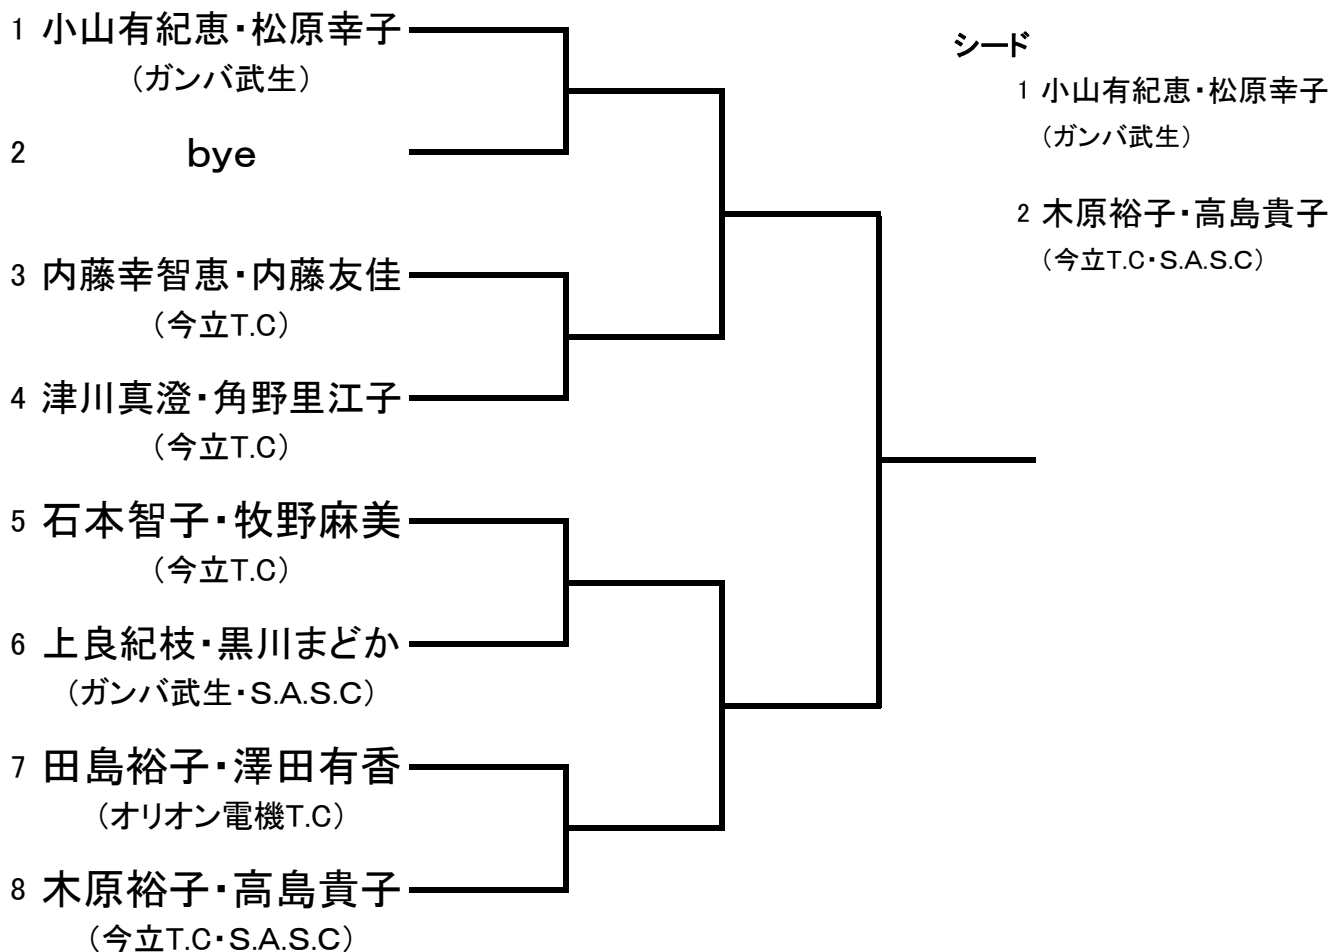 1 小山有紀恵・松原幸子
(ガンバ武生)
2 bye
3 内藤幸智恵・内藤友佳
(今立T.C)
4 津川真澄・角野里江子
(今立T.C)
5 石本智子・牧野麻美
(今立T.C)
6 上良紀枝・黒川まどか
(ガンバ武生・S.A.S.C)
7 田島裕子・澤田有香
(オリオン電機T.C)
8 木原裕子・高島貴子
(今立T.C・S.A.S.C)
シード
1 小山有紀恵・松原幸子
(ガンバ武生)
2 木原裕子・高島貴子
(今立T.C・S.A.S.C)